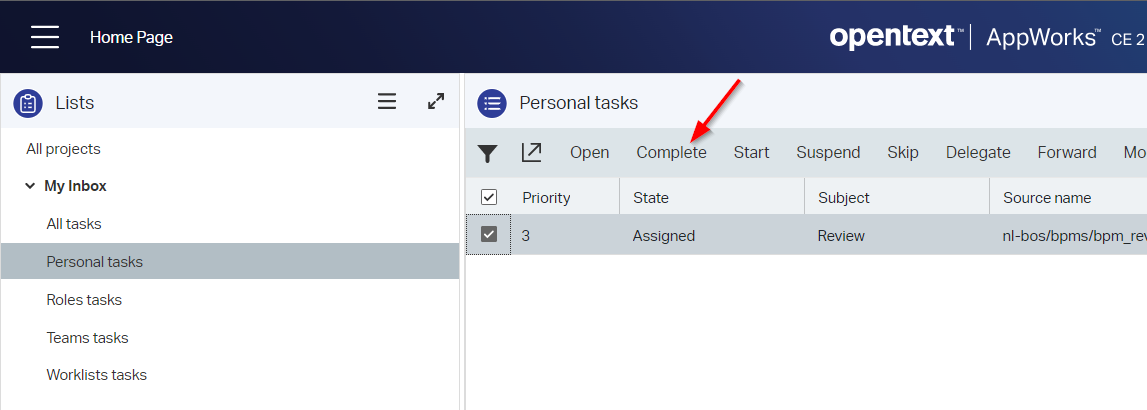 Home Page
opentext™ | AppWorks™ CE 2
Lists
Personal tasks
All projects
My Inbox
All tasks
Personal tasks
Roles tasks
Teams tasks
Worklists tasks
Open Complete Start Suspend Skip Delegate Forward Mo
Priority State Subject Source name
3 Assigned Review nl-bos/bpms/bpm_rev